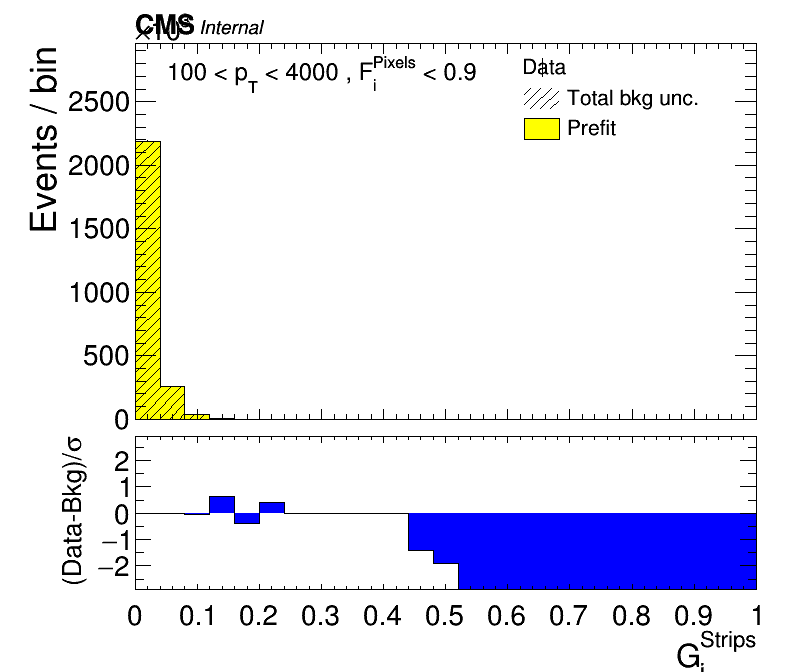 CMS Internal
×10³
100 < p_T < 4000 , F_i^Pixels < 0.9
Data
Total bkg unc.
Prefit
Events / bin
2500
2000
1500
1000
500
0
(Data-Bkg)/σ
2
1
0
−1
−2
0 0.1 0.2 0.3 0.4 0.5 0.6 0.7 0.8 0.9 1
G_i^Strips